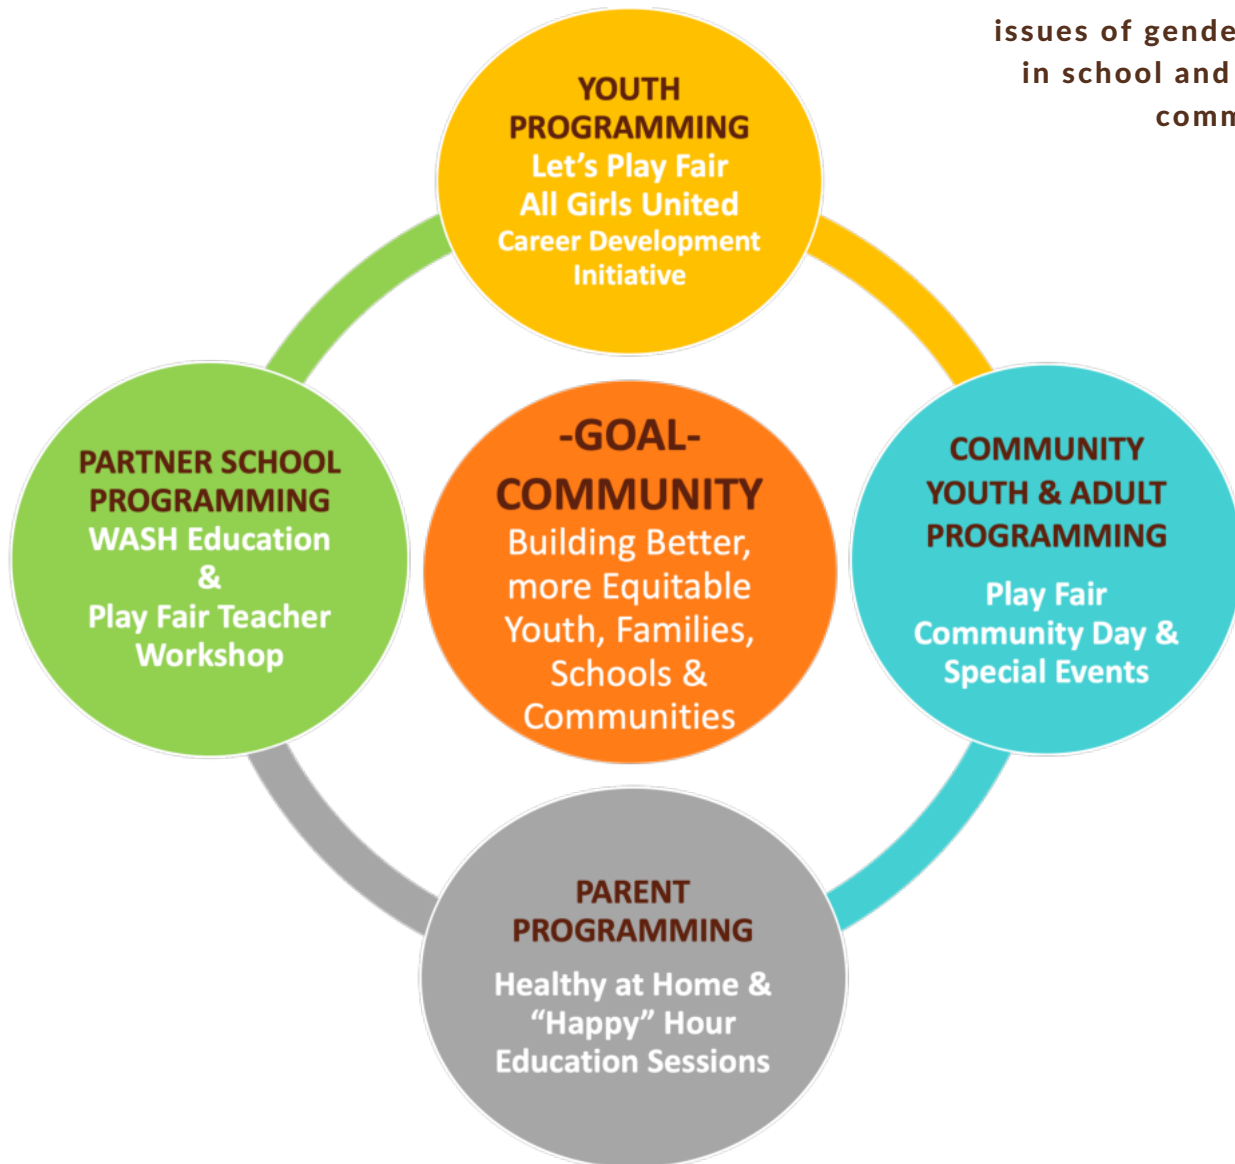 issues of gende
in school and
comm
YOUTH
PROGRAMMING
Let's Play Fair
All Girls United
Career Development
Initiative
PARTNER SCHOOL
PROGRAMMING
WASH Education
&
Play Fair Teacher
Workshop
-GOAL-
COMMUNITY
Building Better,
more Equitable
Youth, Families,
Schools &
Communities
COMMUNITY
YOUTH & ADULT
PROGRAMMING
Play Fair
Community Day &
Special Events
PARENT
PROGRAMMING
Healthy at Home &
“Happy” Hour
Education Sessions